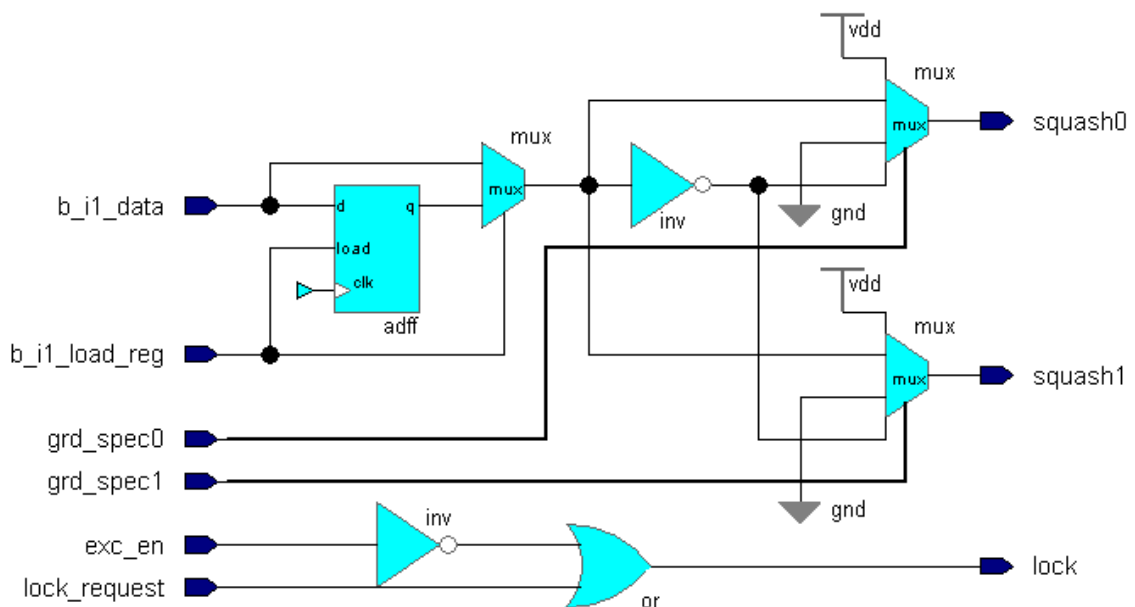 vdd
mux
mux
squash0
mux
mux
b_i1_data
d
q
inv
gnd
load
clk
vdd
adff
mux
b_i1_load_reg
mux
squash1
grd_spec0
grd_spec1
gnd
inv
exc_en
lock
lock_request
or